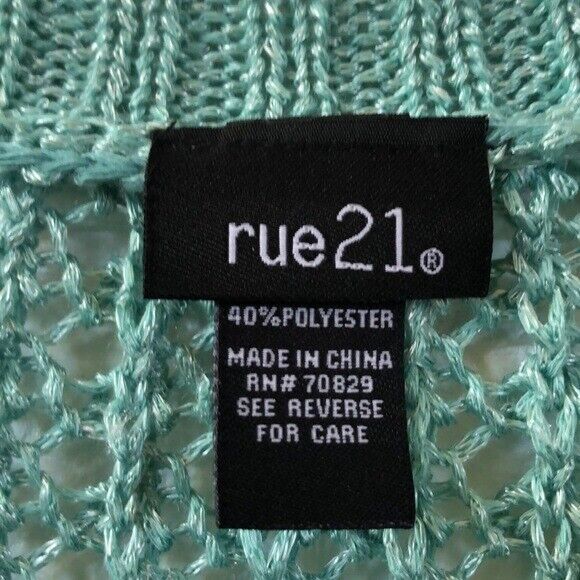 rue21®
40%POLYESTER
MADE IN CHINA
RN# 70829
SEE REVERSE
FOR CARE